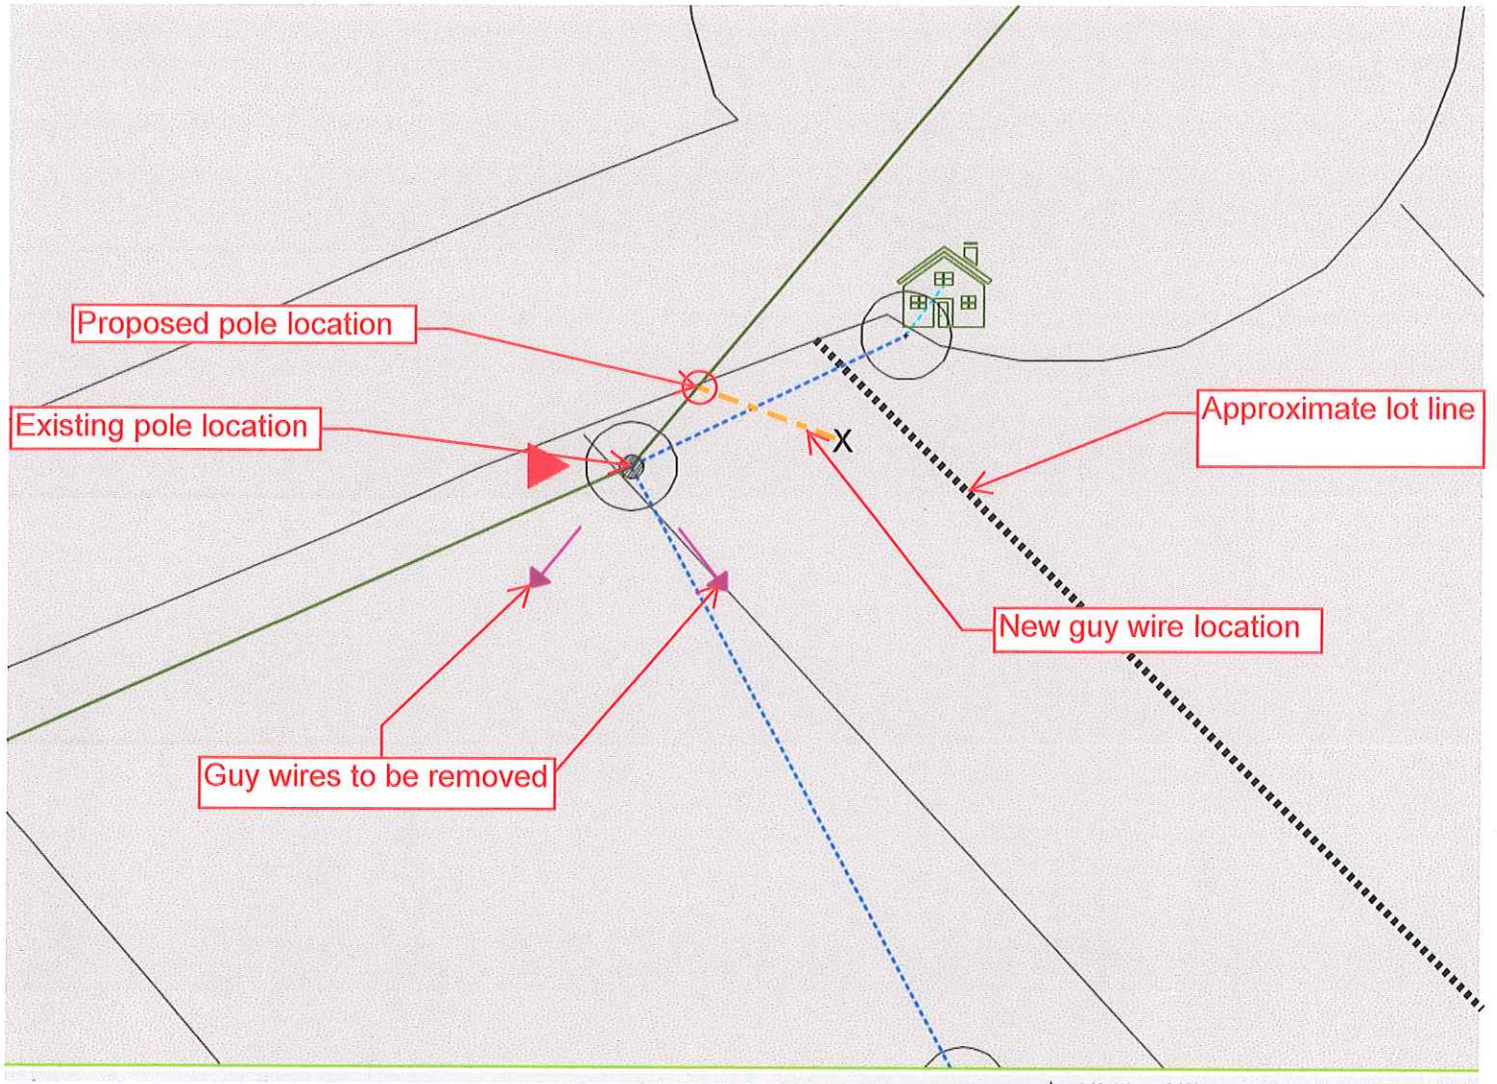 Proposed pole location
Existing pole location
Approximate lot line
X
New guy wire location
Guy wires to be removed